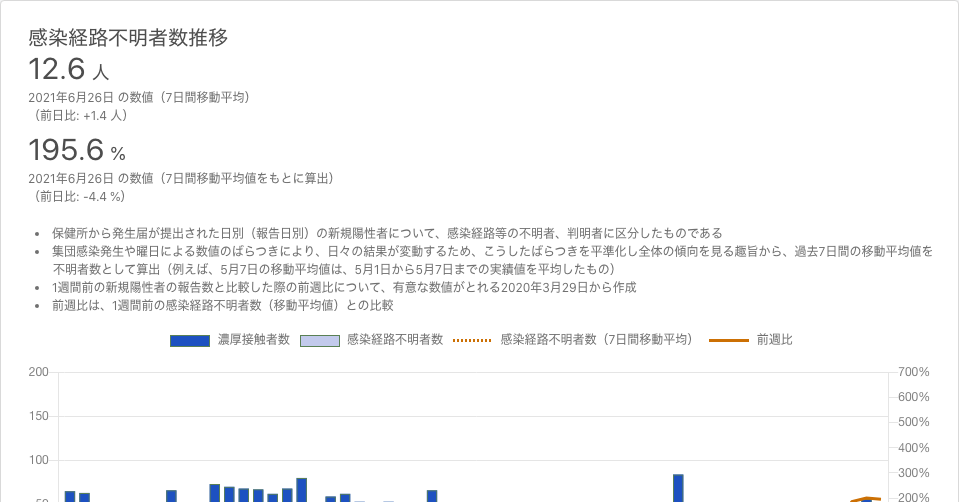 感染経路不明者数推移
12.6 人
2021年6月26日 の数値（7日間移動平均）
（前日比: +1.4 人）
195.6 %
2021年6月26日 の数値（7日間移動平均値をもとに算出）
（前日比: -4.4 %）
• 保健所から発生届が提出された日別（報告日別）の新規陽性者について、感染経路等の不明者、判明者に区分したものである
• 集団感染発生や曜日による数値のばらつきにより、日々の結果が変動するため、こうしたばらつきを平準化し全体の傾向を見る趣旨から、過去7日間の移動平均値を
不明者数として算出（例えば、5月7日の移動平均値は、5月1日から5月7日までの実績値を平均したもの）
• 1週間前の新規陽性者の報告数と比較した際の前週比について、有意な数値がとれる2020年3月29日から作成
• 前週比は、1週間前の感染経路不明者数（移動平均値）との比較
濃厚接触者数 感染経路不明者数 感染経路不明者数（7日間移動平均） 前週比
200 700%
600%
150 500%
400%
100 300%
50 200%